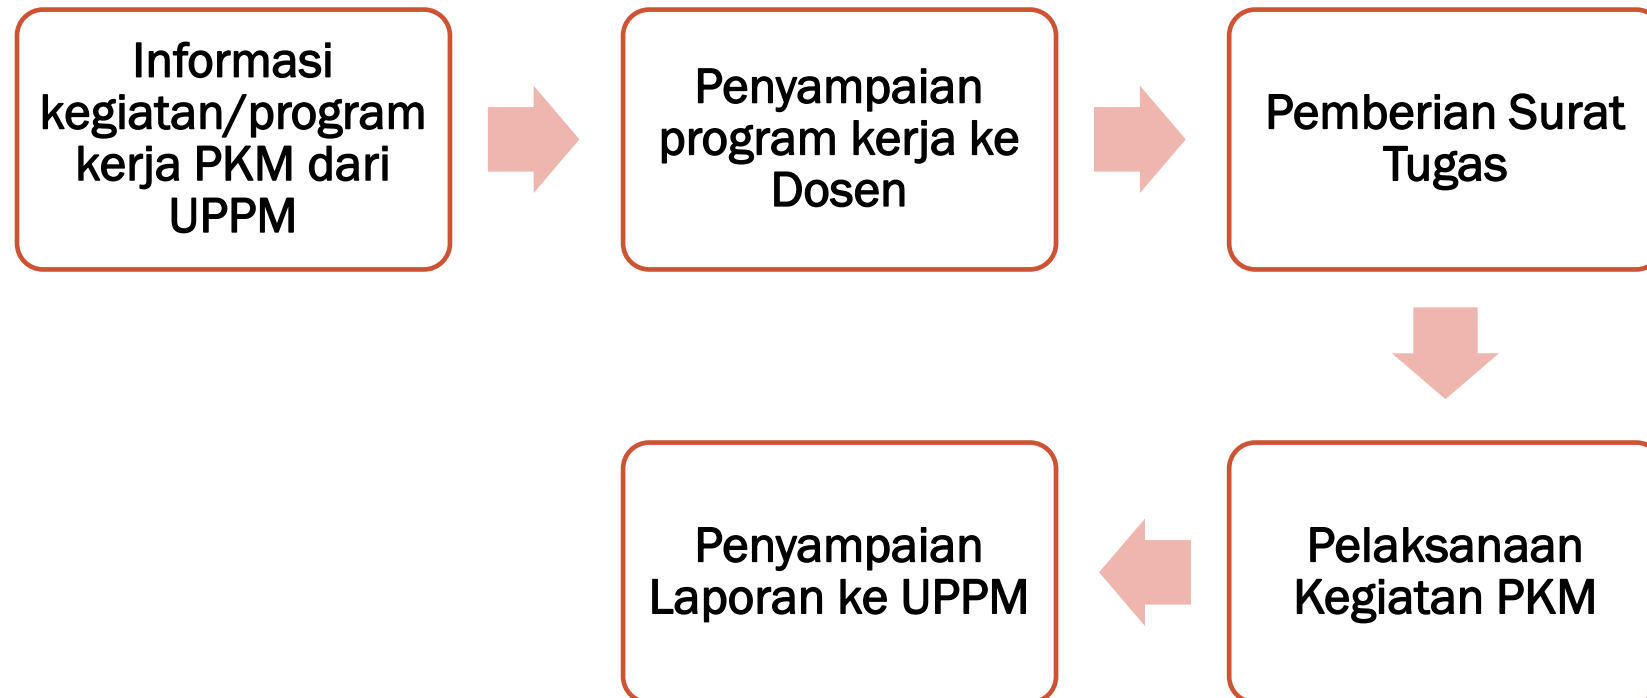 Informasi
kegiatan/program
kerja PKM dari
UPPM
Penyampaian
program kerja ke
Dosen
Pemberian Surat
Tugas
Pelaksanaan
Kegiatan PKM
Penyampaian
Laporan ke UPPM